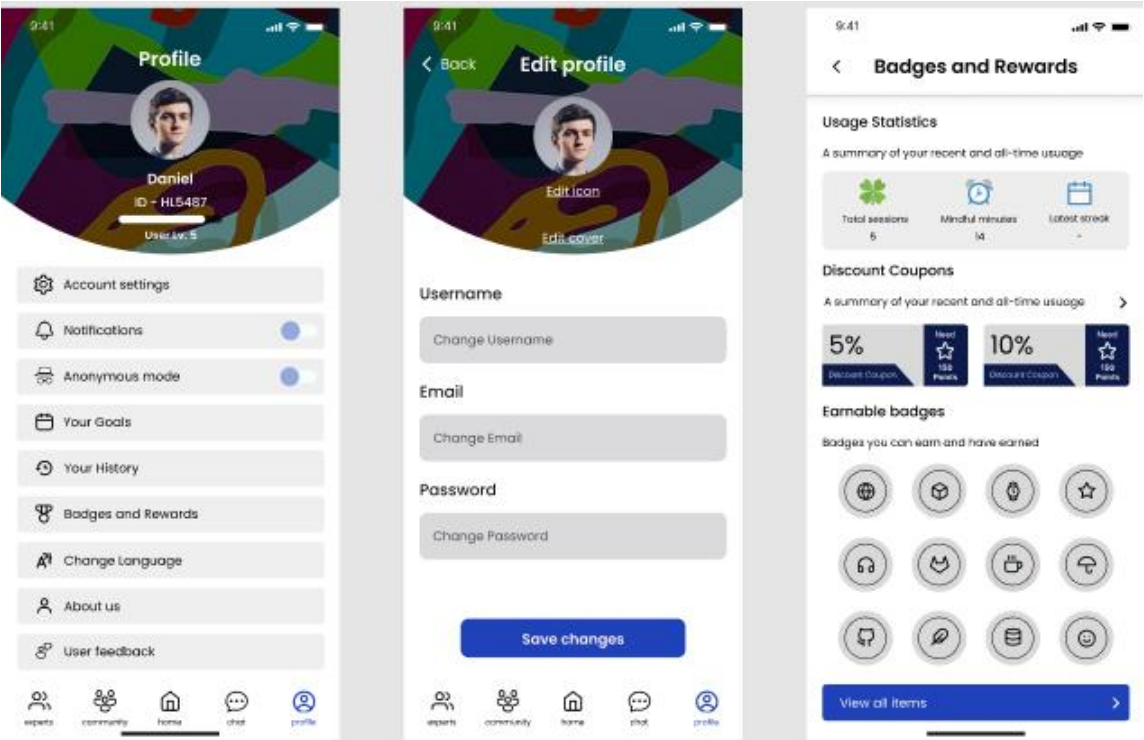 9:41
Profile
Daniel
ID - HL5487
User Lv. 5
Account settings
Notifications
Anonymous mode
Your Goals
Your History
Badges and Rewards
Change Language
About us
User feedback
experts
community
home
chat
profile
9:41
Back
Edit profile
Edit icon
Edit cover
Username
Change Username
Email
Change Email
Password
Change Password
Save changes
experts
community
home
chat
profile
9:41
Badges and Rewards
Usage Statistics
A summary of your recent and all-time usuage
Total sessions
Mindful minutes
Latest streak
5
14
-
Discount Coupons
A summary of your recent and all-time usuage
5%
Discount Coupon
Need
150
Points
10%
Discount Coupon
Need
150
Points
Earnable badges
Badges you can earn and have earned
View all items